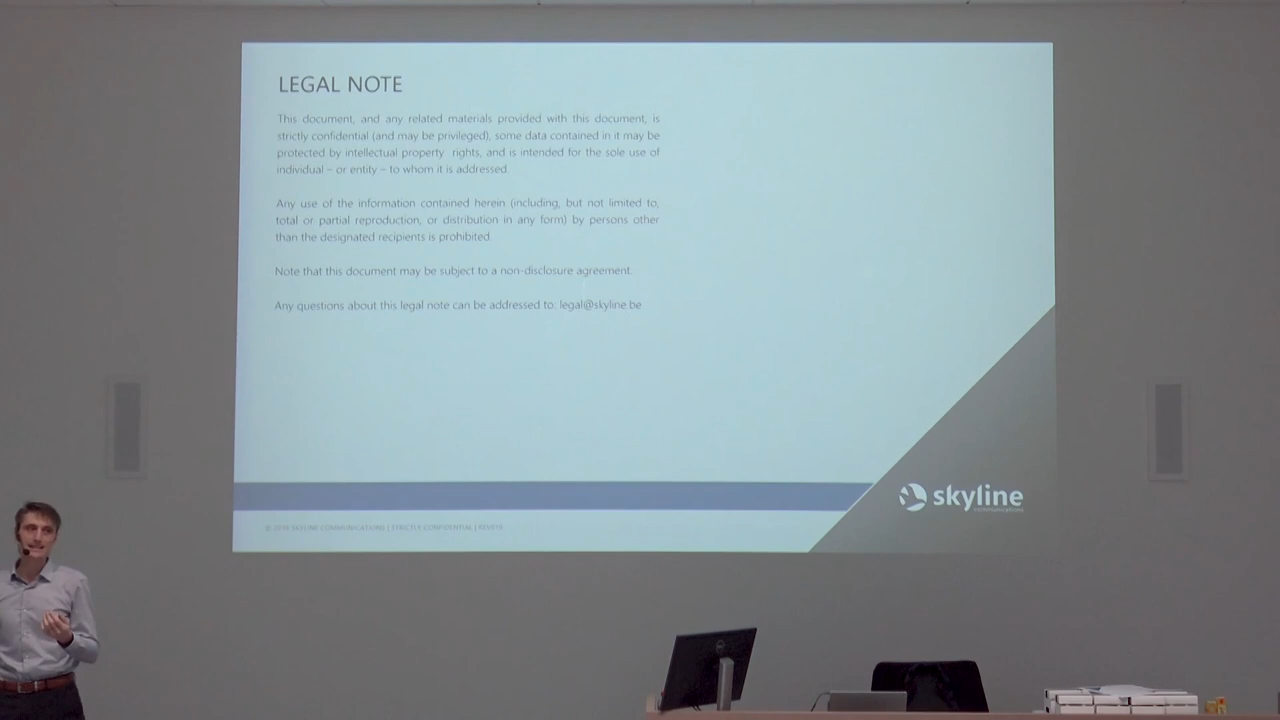 LEGAL NOTE
This document, and any related materials provided with this document, is
strictly confidential (and may be privileged), some data contained in it may be
protected by intellectual property rights, and is intended for the sole use of
individual – or entity – to whom it is addressed.
Any use of the information contained herein (including, but not limited to,
total or partial reproduction, or distribution in any form) by persons other
than the designated recipients is prohibited.
Note that this document may be subject to a non-disclosure agreement.
Any questions about this legal note can be addressed to: legal@skyline.be
skyline
communications
SKYLINE COMMUNICATIONS | STRICTLY CONFIDENTIAL |